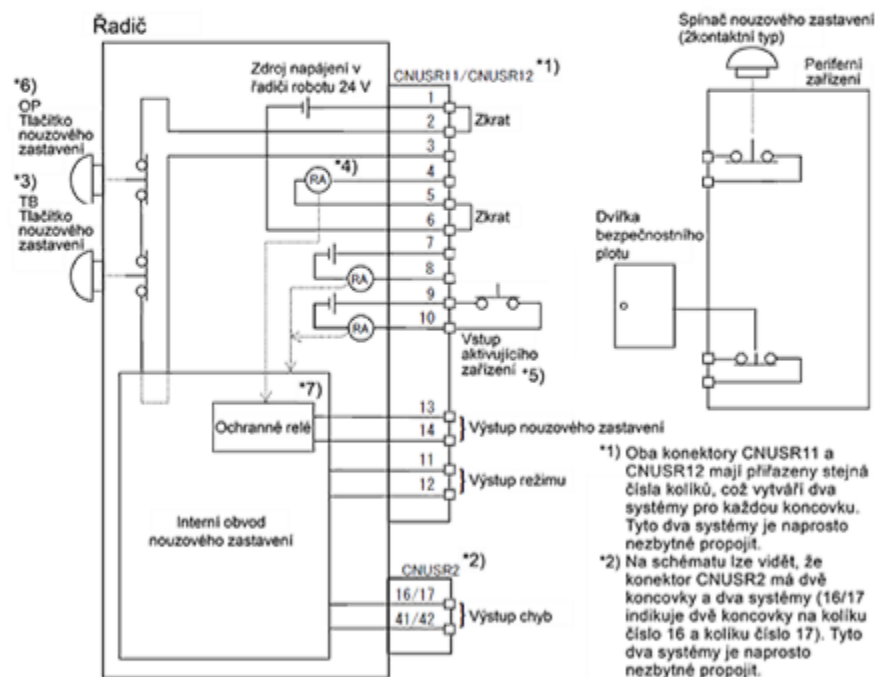 Řadič
Zdroj napájení v
řadiči robotu 24 V
CNUSR11/CNUSR12 *1)
*6)
OP
Tlačítko
nouzového
zastavení
*3)
TB
Tlačítko
nouzového
zastavení
1
2
Zkrat
3
*4)
RA
4
5
6
Zkrat
7
RA
8
9
RA
10
Vstup
aktivujícího
zařízení *5)
*7)
Ochranné relé
13
14
Výstup nouzového zastavení
11
12
Výstup režimu
Interní obvod
nouzového zastavení
CNUSR2 *2)
16/17
41/42
Výstup chyb
Spínač nouzového zastavení
(2kontaktní typ)
Periferní
zařízení
Dvířka
bezpečnostního
plotu
*1) Oba konektory CNUSR11 a
CNUSR12 mají přiřazeny stejná
čísla kolíků, což vytváří dva
systémy pro každou koncovku.
Tyto dva systémy je naprosto
nezbytné propojit.
*2) Na schématu lze vidět, že
konektor CNUSR2 má dvě
koncovky a dva systémy (16/17
indikuje dvě koncovky na kolíku
číslo 16 a kolíku číslo 17). Tyto
dva systémy je naprosto
nezbytné propojit.